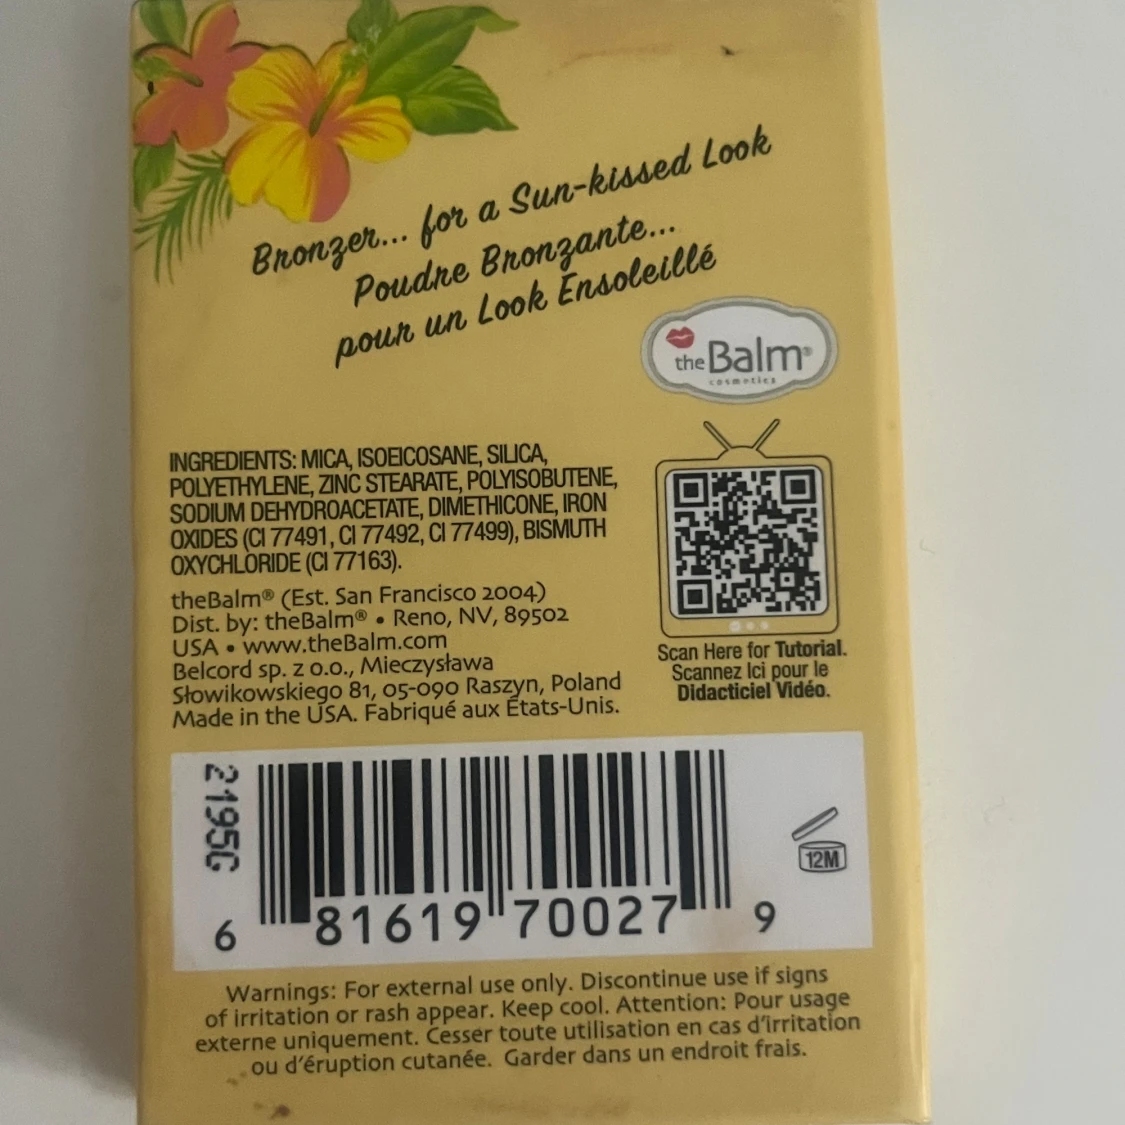 Bronzer... for a Sun-kissed Look
Poudre Bronzante...
pour un Look Ensoleillé
theBalm®
cosmetics
INGREDIENTS: MICA, ISOEICOSANE, SILICA,
POLYETHYLENE, ZINC STEARATE, POLYISOBUTENE,
SODIUM DEHYDROACETATE, DIMETHICONE, IRON
OXIDES (CI 77491, CI 77492, CI 77499), BISMUTH
OXYCHLORIDE (CI 77163).
theBalm® (Est. San Francisco 2004)
Dist. by: theBalm® • Reno, NV, 89502
USA • www.theBalm.com
Belcord sp. z o.o., Mieczysława
Słowikowskiego 81, 05-090 Raszyn, Poland
Made in the USA. Fabriqué aux États-Unis.
Scan Here for Tutorial.
Scannez Ici pour le
Didacticiel Vidéo.
6 81619 70027 9
12M
Warnings: For external use only. Discontinue use if signs
of irritation or rash appear. Keep cool. Attention: Pour usage
externe uniquement. Cesser toute utilisation en cas d'irritation
ou d'éruption cutanée. Garder dans un endroit frais.